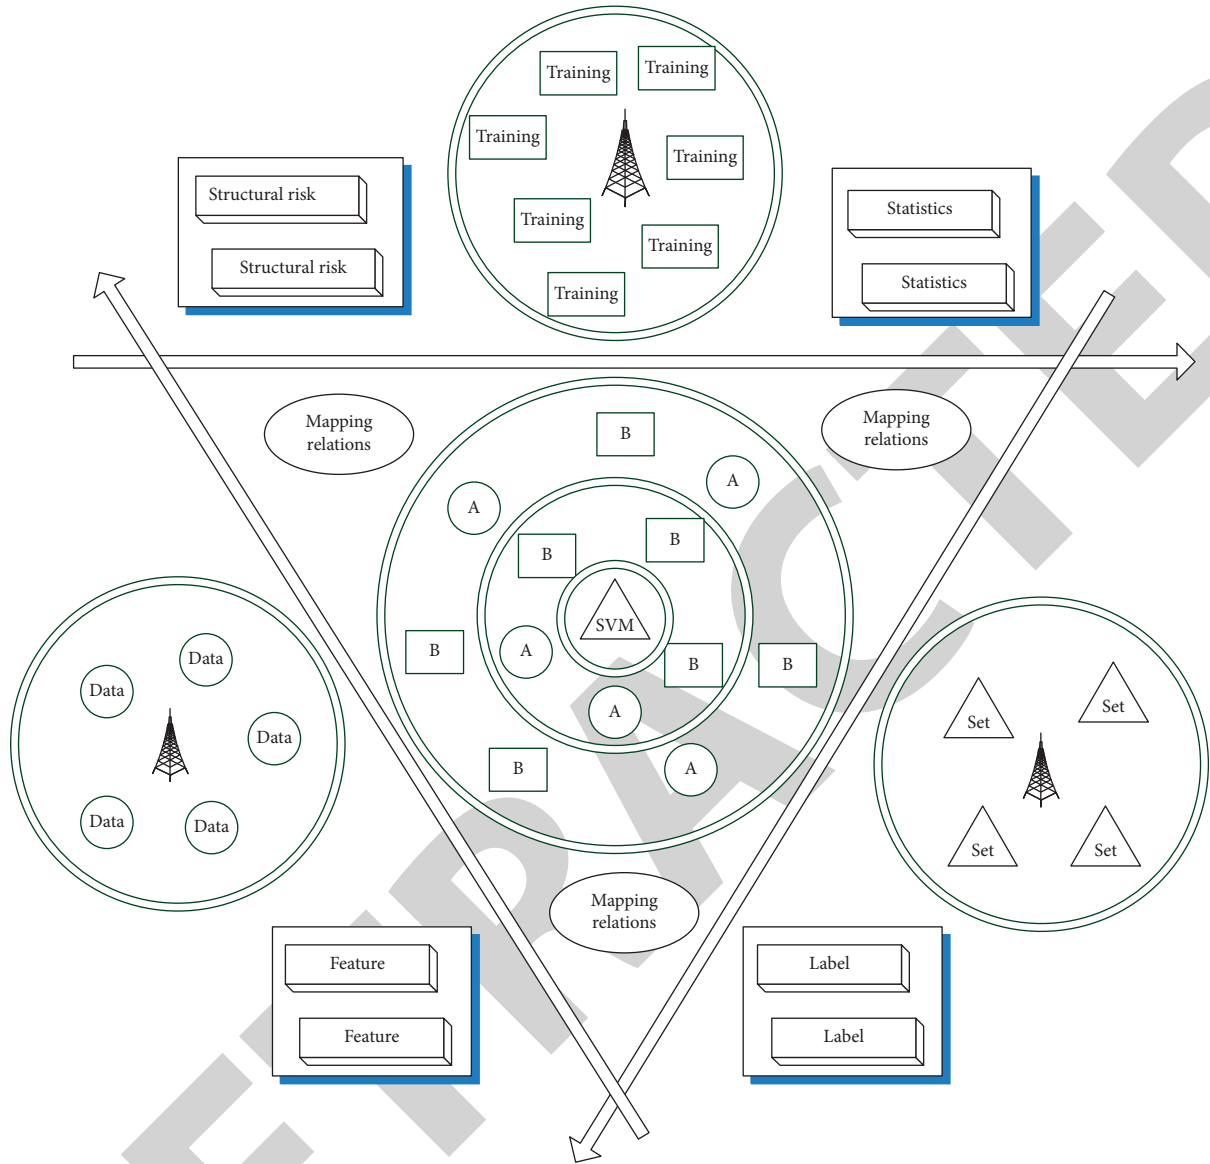 Training
Training
Training
Training
Training
Training
Training
Structural risk
Structural risk
Statistics
Statistics
Mapping
relations
Mapping
relations
B
A
A
B
B
SVM
B
A
B
B
A
B
A
Data
Data
Data
Data
Data
Set
Set
Set
Set
Mapping
relations
Feature
Feature
Label
Label